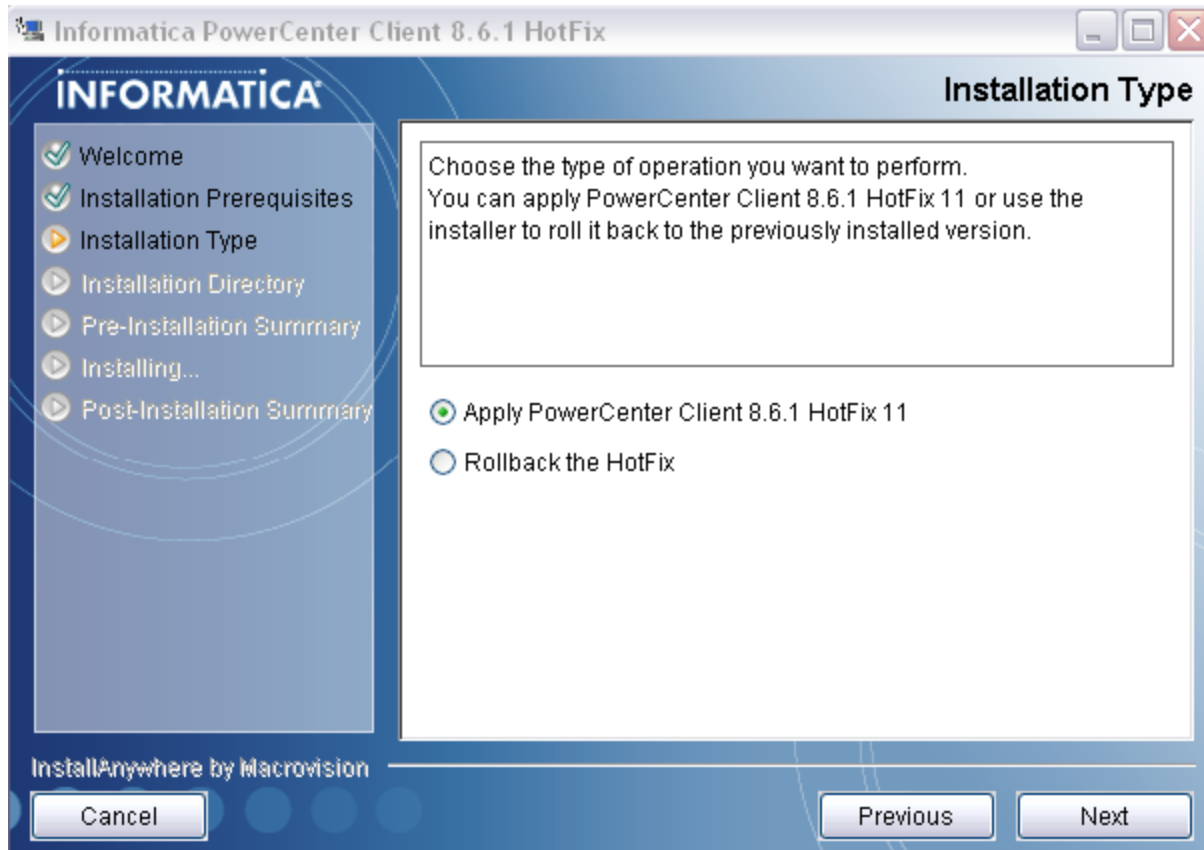 Informatica PowerCenter Client 8.6.1 HotFix
INFORMATICA®
Installation Type
Welcome
Installation Prerequisites
Installation Type
Installation Directory
Pre-Installation Summary
Installing...
Post-Installation Summary
Choose the type of operation you want to perform.
You can apply PowerCenter Client 8.6.1 HotFix 11 or use the
installer to roll it back to the previously installed version.
Apply PowerCenter Client 8.6.1 HotFix 11
Rollback the HotFix
InstallAnywhere by Macrovision
Cancel
Previous
Next